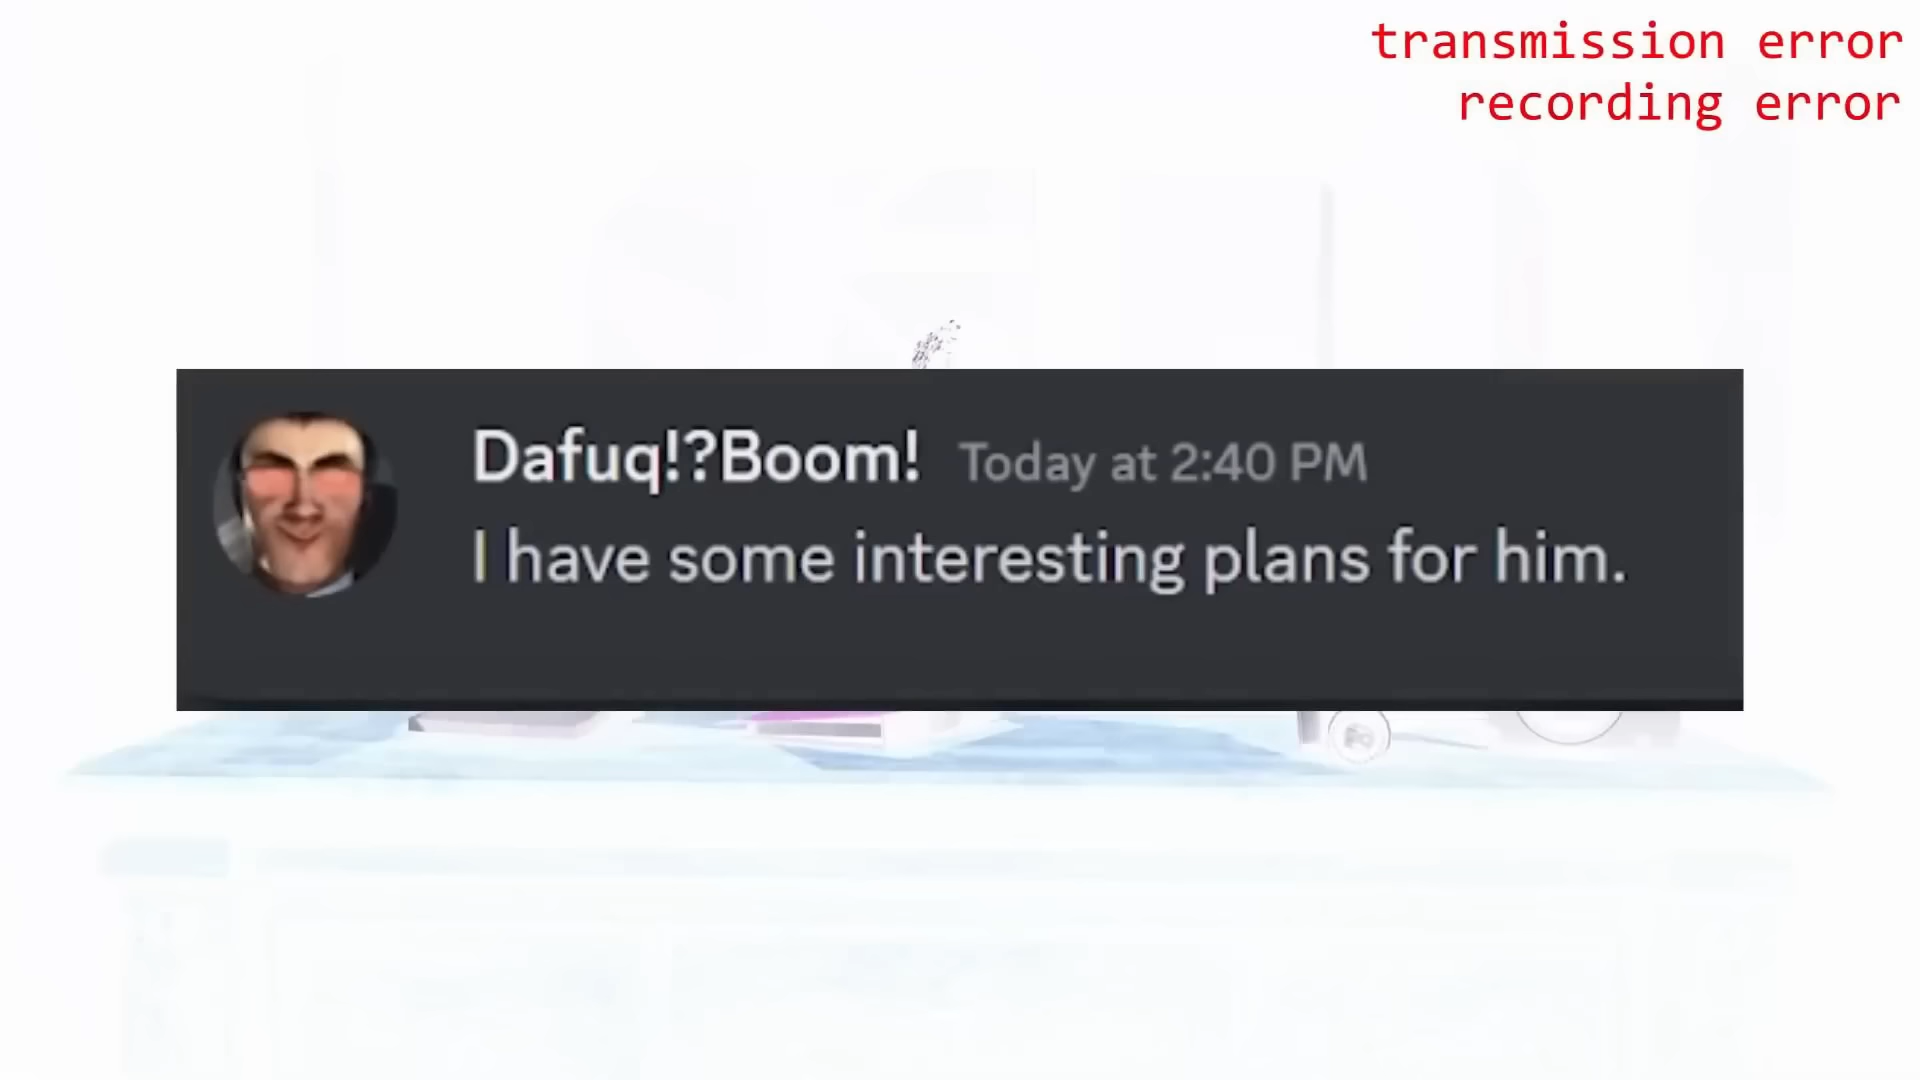 transmission error
recording error
Dafuq!?Boom! Today at 2:40 PM
I have some interesting plans for him.